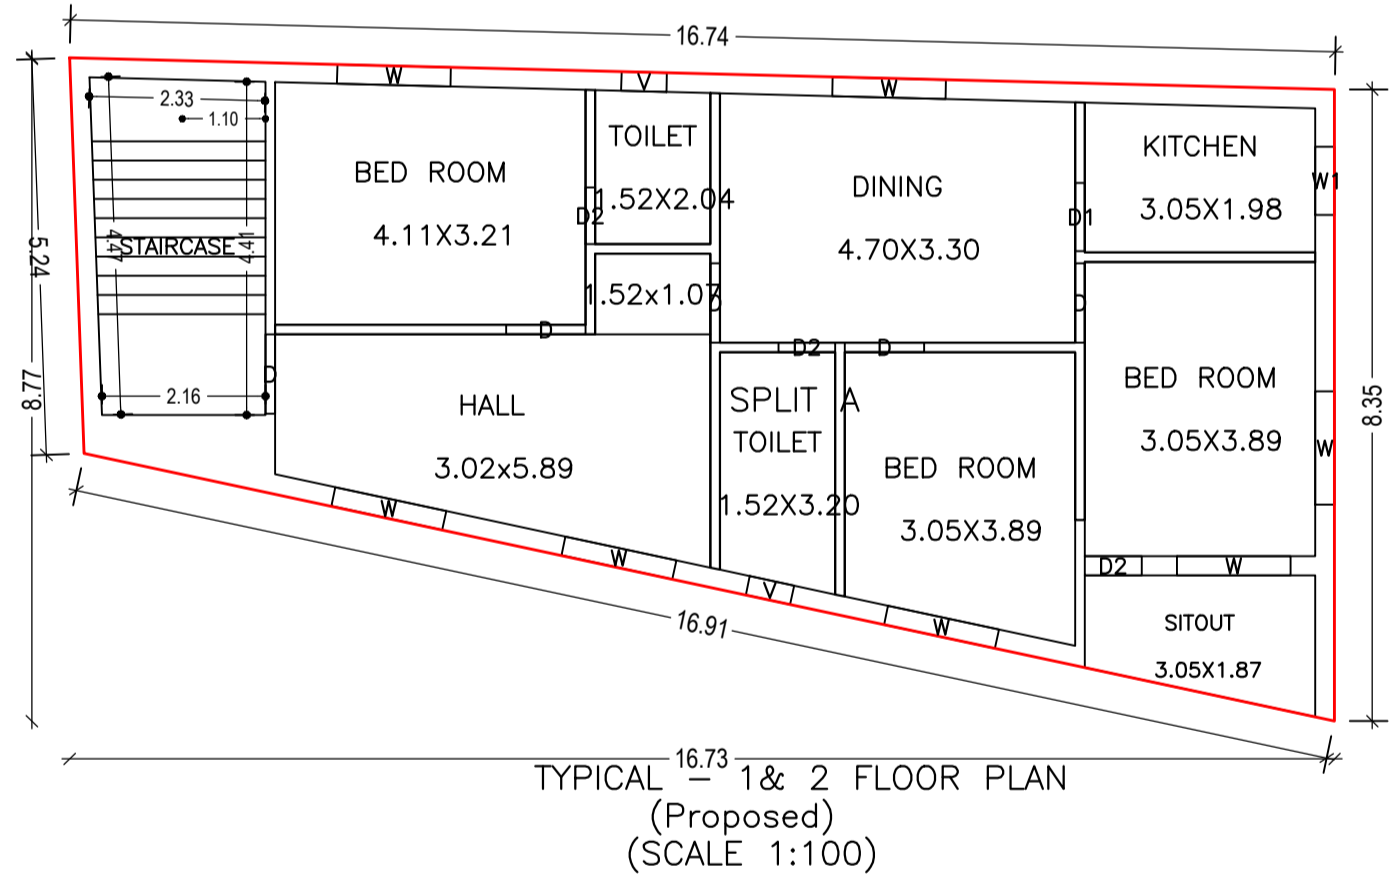 16.74
W
V
W
2.33
1.10
TOILET
KITCHEN
BED ROOM
DINING
W1
1.52X2.04
3.05X1.98
D2
D1
4.11X3.21
4.70X3.30
STAIRCASE
4.47
4.41
5.24
1.52x1.07
D
D
D
D2
D
8.77
D
2.16
BED ROOM
HALL
SPLIT A
TOILET
8.35
3.05X3.89
W
3.02x5.89
BED ROOM
1.52X3.20
W
3.05X3.89
W
D2
W
V
16.91
W
SITOUT
3.05X1.87
16.73
TYPICAL - 1& 2 FLOOR PLAN
(Proposed)
(SCALE 1:100)